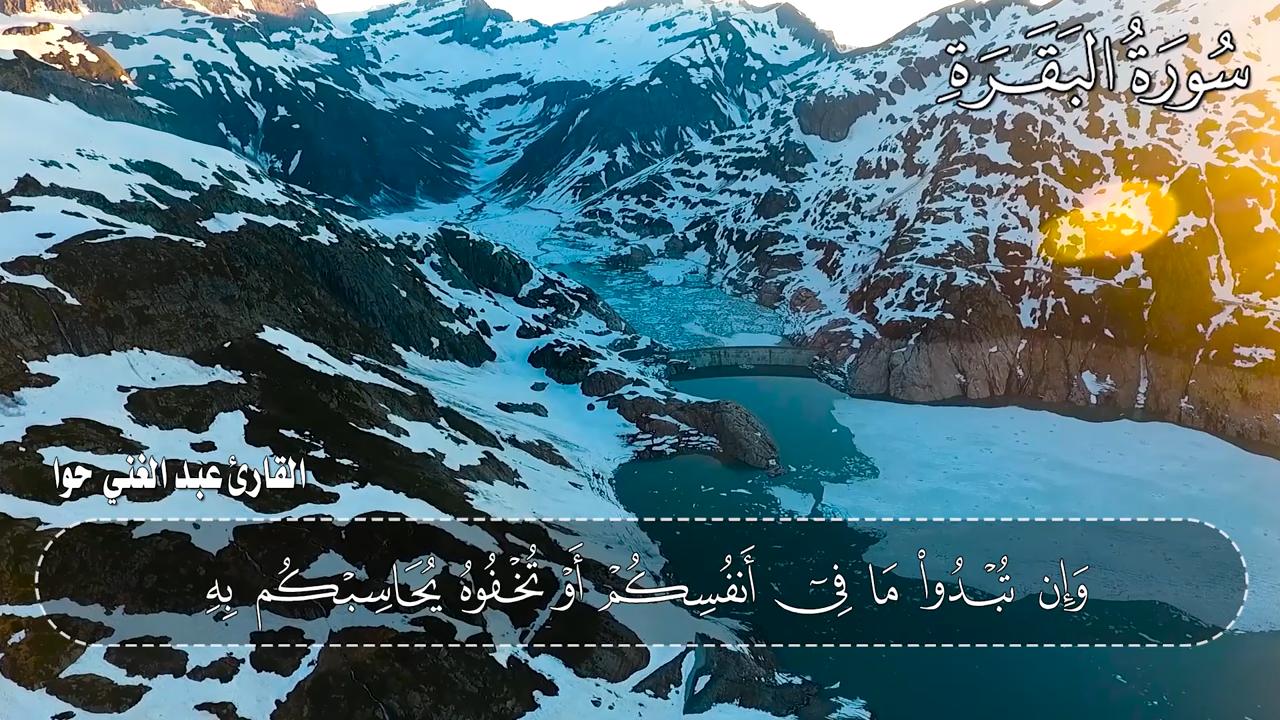 سُورَةُ البَقَرَةِ
القارئ عبد الغني حوا
وَإِن تُبۡدُواْ مَا فِيٓ أَنفُسِكُمۡ أَوۡ تُخۡفُوهُ يُحَاسِبۡكُم بِهِ